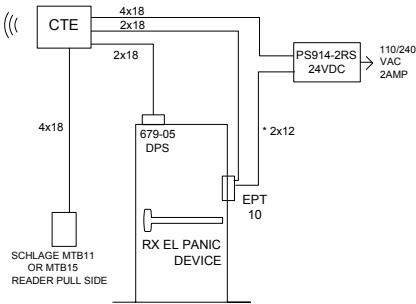 4x18
2x18
CTE
2x18
PS914-2RS
24VDC
110/240
VAC
2AMP
4x18
679-05
DPS
* 2x12
EPT
10
RX EL PANIC
DEVICE
SCHLAGE MTB11
OR MTB15
READER PULL SIDE